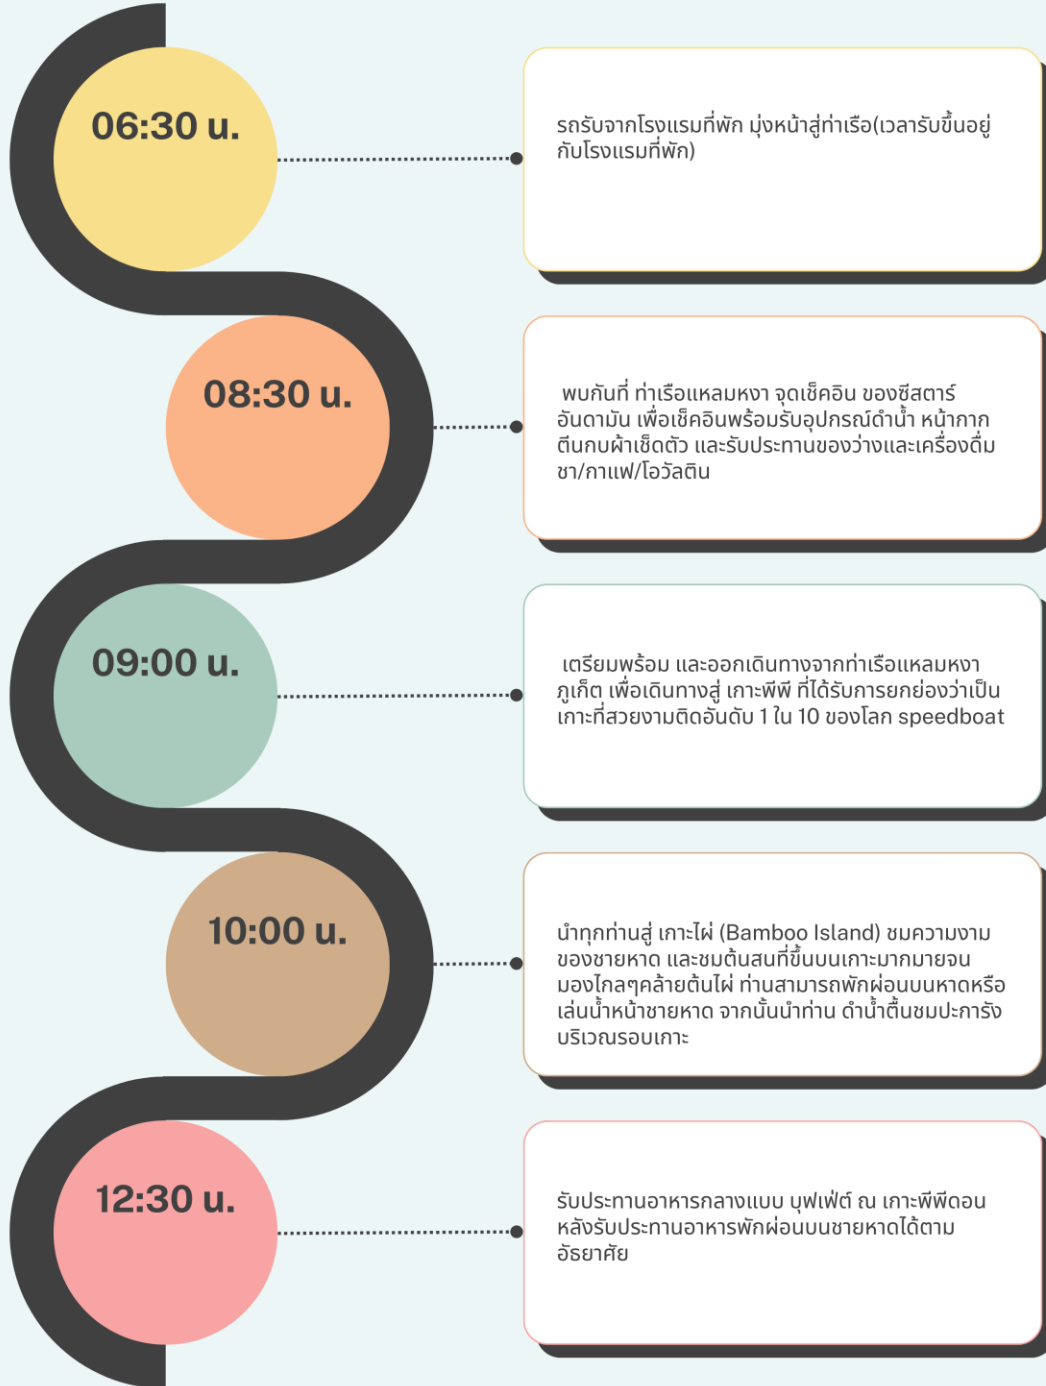 06:30 น.
รถรับจากโรงแรมที่พัก มุ่งหน้าสู่ท่าเรือ(เวลารับขึ้นอยู่
กับโรงแรมที่พัก)
08:30 น.
พบกันที่ ท่าเรือแหลมหงา จุดเช็คอิน ของซีสตาร์
อันดามัน เพื่อเช็คอินพร้อมรับอุปกรณ์ดำน้ำ หน้ากาก
ตีนกบผ้าเช็ดตัว และรับประทานของว่างและเครื่องดื่ม
ชา/กาแฟ/โอวัลติน
09:00 น.
เตรียมพร้อม และออกเดินทางจากท่าเรือแหลมหงา
ภูเก็ต เพื่อเดินทางสู่ เกาะพีพี ที่ได้รับการยกย่องว่าเป็น
เกาะที่สวยงามติดอันดับ 1 ใน 10 ของโลก speedboat
10:00 น.
นำทุกท่านสู่ เกาะไผ่ (Bamboo Island) ชมความงาม
ของชายหาด และชมต้นสนที่ขึ้นบนเกาะมากมายจน
มองไกลๆคล้ายต้นไผ่ ท่านสามารถพักผ่อนบนหาดหรือ
เล่นน้ำหน้าชายหาด จากนั้นนำท่าน ดำน้ำตื้นชมปะการัง
บริเวณรอบเกาะ
12:30 น.
รับประทานอาหารกลางแบบ บุฟเฟ่ต์ ณ เกาะพีพีดอน
หลังรับประทานอาหารพักผ่อนบนชายหาดได้ตาม
อัธยาศัย